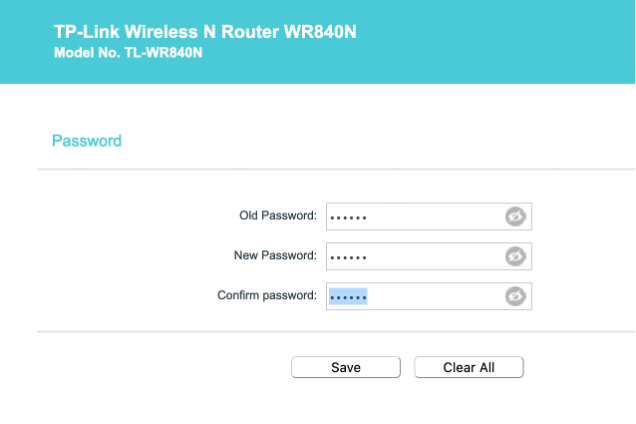 TP-Link Wireless N Router WR840N
Model No. TL-WR840N
Password
Old Password: ••••••
New Password: ••••••
Confirm password: ••••••
Save Clear All